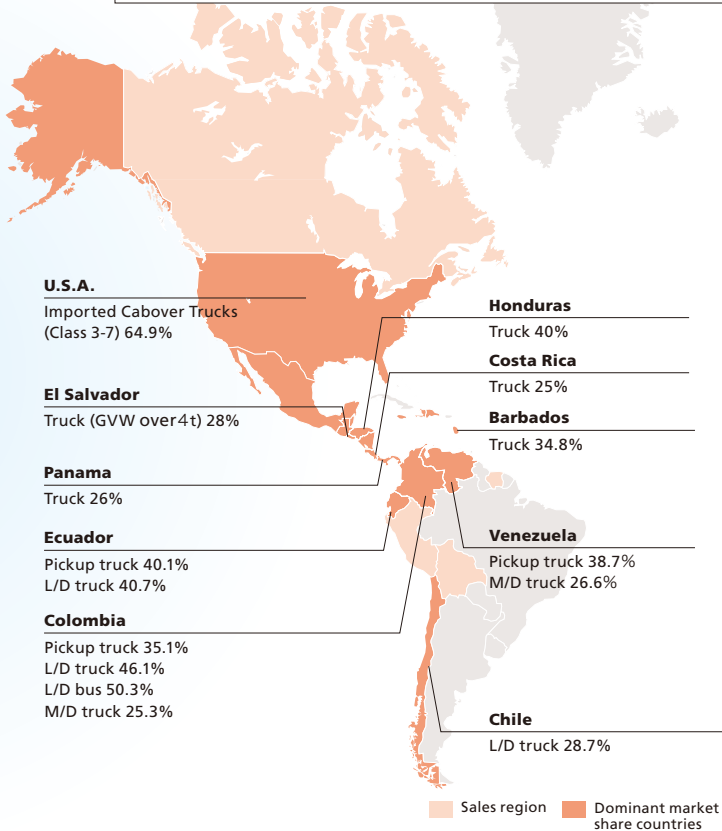 U.S.A.
Imported Cabover Trucks
(Class 3-7) 64.9%
El Salvador
Truck (GVW over4t) 28%
Panama
Truck 26%
Ecuador
Pickup truck 40.1%
L/D truck 40.7%
Colombia
Pickup truck 35.1%
L/D truck 46.1%
L/D bus 50.3%
M/D truck 25.3%
Honduras
Truck 40%
Costa Rica
Truck 25%
Barbados
Truck 34.8%
Venezuela
Pickup truck 38.7%
M/D truck 26.6%
Chile
L/D truck 28.7%
Sales region
Dominant market
share countries